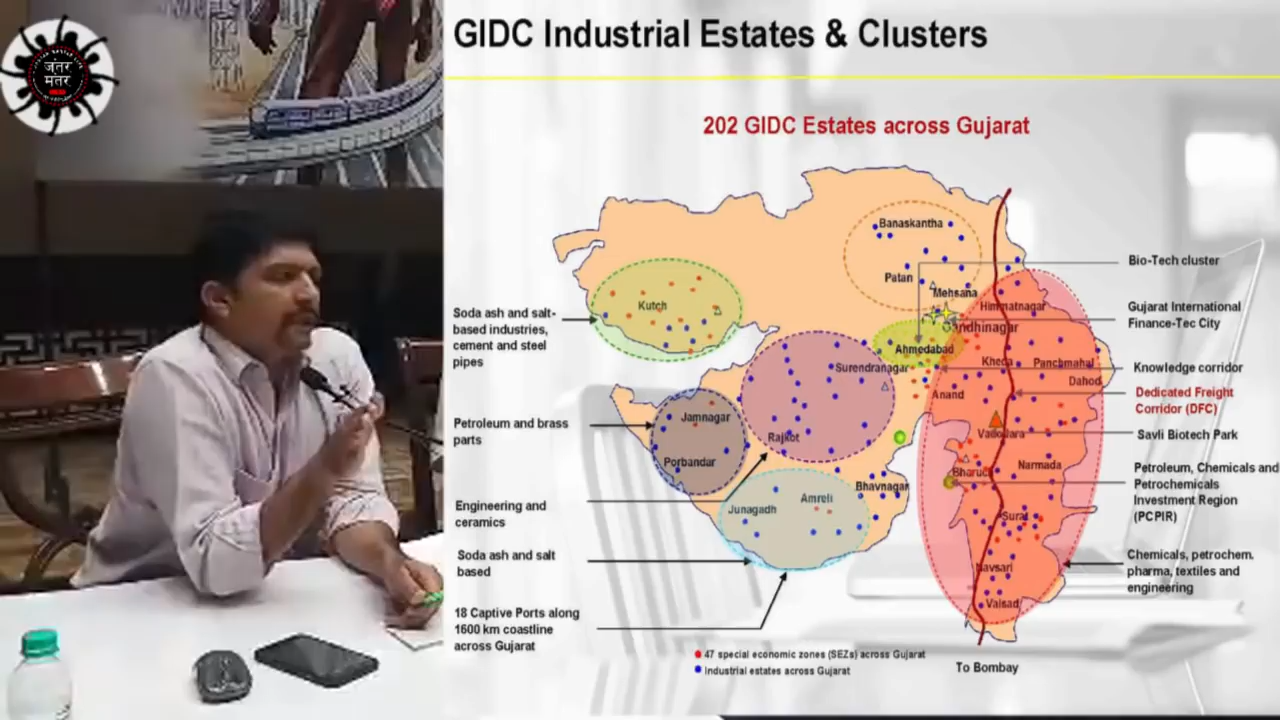 जंतर
मंतर
GIDC Industrial Estates & Clusters
202 GIDC Estates across Gujarat
Banaskantha
Patan
Mehsana
Himmatnagar
Gandhinagar
Kutch
Ahmedabad
Surendranagar
Kheda
Panchmahal
Dahod
Anand
Jamnagar
Rajkot
Vadodara
Porbandar
Narmada
Bharuch
Bhavnagar
Amreli
Junagadh
Surat
Navsari
Valsad
Soda ash and salt-
based industries,
cement and steel
pipes
Petroleum and brass
parts
Engineering and
ceramics
Soda ash and salt
based
18 Captive Ports along
1600 km coastline
across Gujarat
Bio-Tech cluster
Gujarat International
Finance-Tec City
Knowledge corridor
Dedicated Freight
Corridor (DFC)
Savli Biotech Park
Petroleum, Chemicals and
Petrochemicals
Investment Region
(PCPIR)
Chemicals, petrochem.
pharma, textiles and
engineering
47 special economic zones (SEZs) across Gujarat
Industrial estates across Gujarat
To Bombay